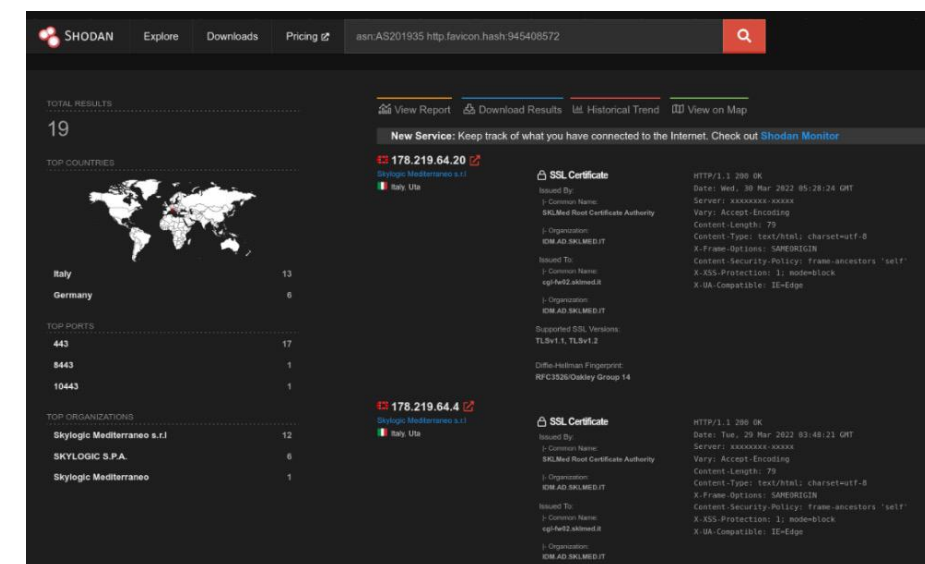 SHODAN Explore Downloads Pricing asn:AS201935 http.favicon.hash:945408572
TOTAL RESULTS
19
TOP COUNTRIES
Italy 13
Germany 6
TOP PORTS
443 17
8443 1
10443 1
TOP ORGANIZATIONS
Skylogic Mediterraneo s.r.l 12
SKYLOGIC S.P.A. 6
Skylogic Mediterraneo 1
View Report Download Results Historical Trend View on Map
New Service: Keep track of what you have connected to the Internet. Check out Shodan Monitor
178.219.64.20
Skylogic Mediterraneo s.r.l
Italy, Uta
SSL Certificate
Issued By:
|- Common Name:
SKLMed Root Certificate Authority
|- Organization:
IDM.AD.SKLMED.IT
Issued To:
|- Common Name:
cgl-fw02.sklmed.it
|- Organization:
IDM.AD.SKLMED.IT
Supported SSL Versions:
TLSv1.1, TLSv1.2
Diffie-Hellman Fingerprint:
RFC3526/Oakley Group 14
HTTP/1.1 200 OK
Date: Wed, 30 Mar 2022 05:28:24 GMT
Server: xxxxxxxx-xxxxx
Vary: Accept-Encoding
Content-Length: 79
Content-Type: text/html; charset=utf-8
X-Frame-Options: SAMEORIGIN
Content-Security-Policy: frame-ancestors 'self'
X-XSS-Protection: 1; mode=block
X-UA-Compatible: IE=Edge
178.219.64.4
Skylogic Mediterraneo s.r.l
Italy, Uta
SSL Certificate
Issued By:
|- Common Name:
SKLMed Root Certificate Authority
|- Organization:
IDM.AD.SKLMED.IT
Issued To:
|- Common Name:
cgl-fw02.sklmed.it
|- Organization:
IDM.AD.SKLMED.IT
HTTP/1.1 200 OK
Date: Tue, 29 Mar 2022 03:48:21 GMT
Server: xxxxxxxx-xxxxx
Vary: Accept-Encoding
Content-Length: 79
Content-Type: text/html; charset=utf-8
X-Frame-Options: SAMEORIGIN
Content-Security-Policy: frame-ancestors 'self'
X-XSS-Protection: 1; mode=block
X-UA-Compatible: IE=Edge